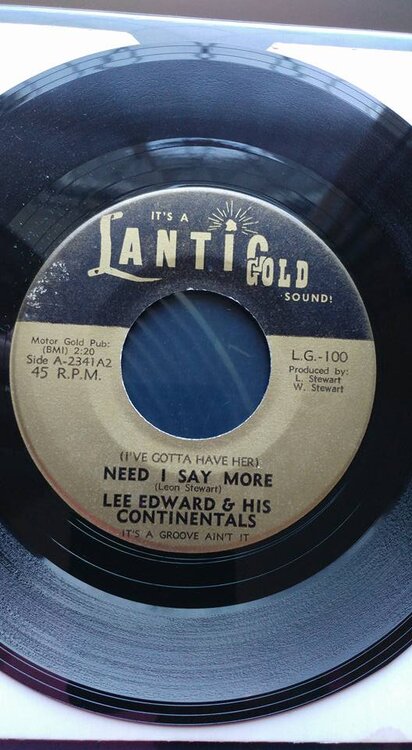 IT'S A
LANTIC GOLD
SOUND!
Motor Gold Pub:
(BMI) 2:20
Side A-2341A2
45 R.P.M.
L.G.-100
Produced by:
L. Stewart
W. Stewart
(I'VE GOTTA HAVE HER)
NEED I SAY MORE
(Leon Stewart)
LEE EDWARD & HIS
CONTINENTALS
IT'S A GROOVE AIN'T IT